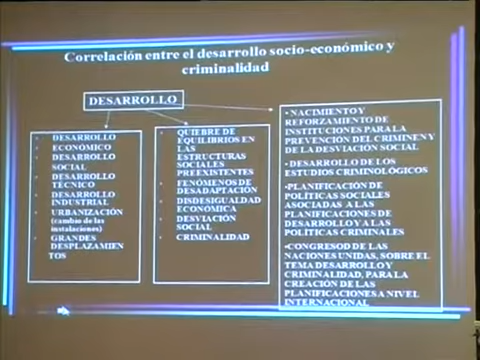 Correlación entre el desarrollo socio-económico y
criminalidad
DESARROLLO
• DESARROLLO
ECONÓMICO
• DESARROLLO
SOCIAL
• DESARROLLO
TÉCNICO
• DESARROLLO
INDUSTRIAL
• URBANIZACIÓN
(cambio de las
instalaciones)
• GRANDES
DESPLAZAMIEN
TOS
• QUIEBRE DE
EQUILIBRIOS EN
LAS
ESTRUCTURAS
SOCIALES
PREEXISTENTES
• FENÓMENOS DE
DESADAPTACIÓN
• DISDESIGUALDAD
ECONÓMICA
• DESVIACIÓN
SOCIAL
• CRIMINALIDAD
• NACIMIENTO Y
REFORZAMIENTO DE
INSTITUCIONES PARA LA
PREVENCIÓN DEL CRIMEN Y
DE LA DESVIACIÓN SOCIAL
•DESARROLLO DE LOS
ESTUDIOS CRIMINOLÓGICOS
•PLANIFICACIÓN DE
POLÍTICAS SOCIALES
ASOCIADAS A LAS
PLANIFICACIONES DE
DESARROLLO Y A LAS
POLÍTICAS CRIMINALES
•CONGRESOD DE LAS
NACIONES UNIDAS, SOBRE EL
TEMA DESARROLLO Y
CRIMINALIDAD, PARA LA
CREACIÓN DE LAS
PLANIFICACIONES A NIVEL
INTERNACIONAL